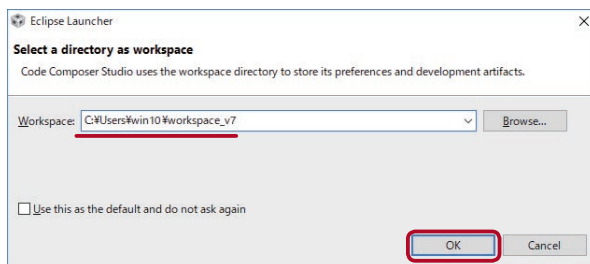 Eclipse Launcher
Select a directory as workspace
Code Composer Studio uses the workspace directory to store its preferences and development artifacts.
Workspace: C:¥Users¥win10¥workspace_v7 Browse...
Use this as the default and do not ask again
OK Cancel